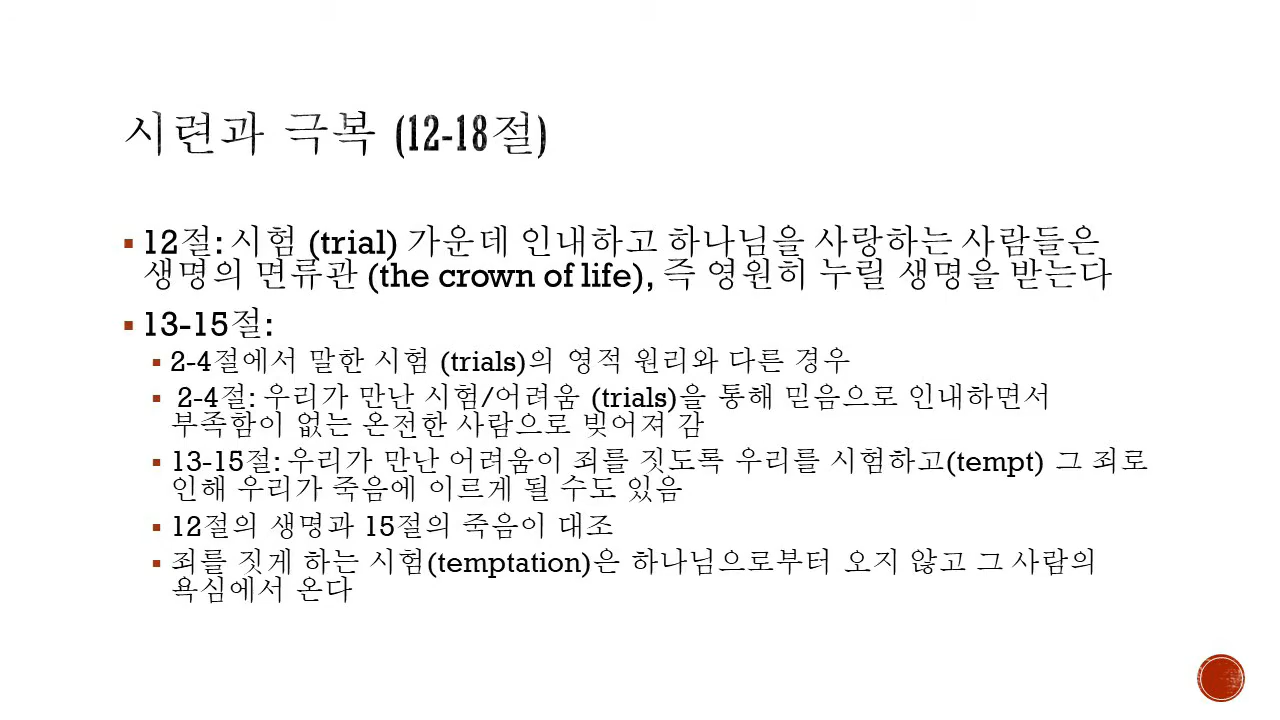 시련과 극복 (12-18절)
▪ 12절: 시험 (trial) 가운데 인내하고 하나님을 사랑하는 사람들은
생명의 면류관 (the crown of life), 즉 영원히 누릴 생명을 받는다
▪ 13-15절:
▪ 2-4절에서 말한 시험 (trials)의 영적 원리와 다른 경우
▪ 2-4절: 우리가 만난 시험/어려움 (trials)을 통해 믿음으로 인내하면서
부족함이 없는 온전한 사람으로 빚어져 감
▪ 13-15절: 우리가 만난 어려움이 죄를 짓도록 우리를 시험하고(tempt) 그 죄로
인해 우리가 죽음에 이르게 될 수도 있음
▪ 12절의 생명과 15절의 죽음이 대조
▪ 죄를 짓게 하는 시험(temptation)은 하나님으로부터 오지 않고 그 사람의
욕심에서 온다